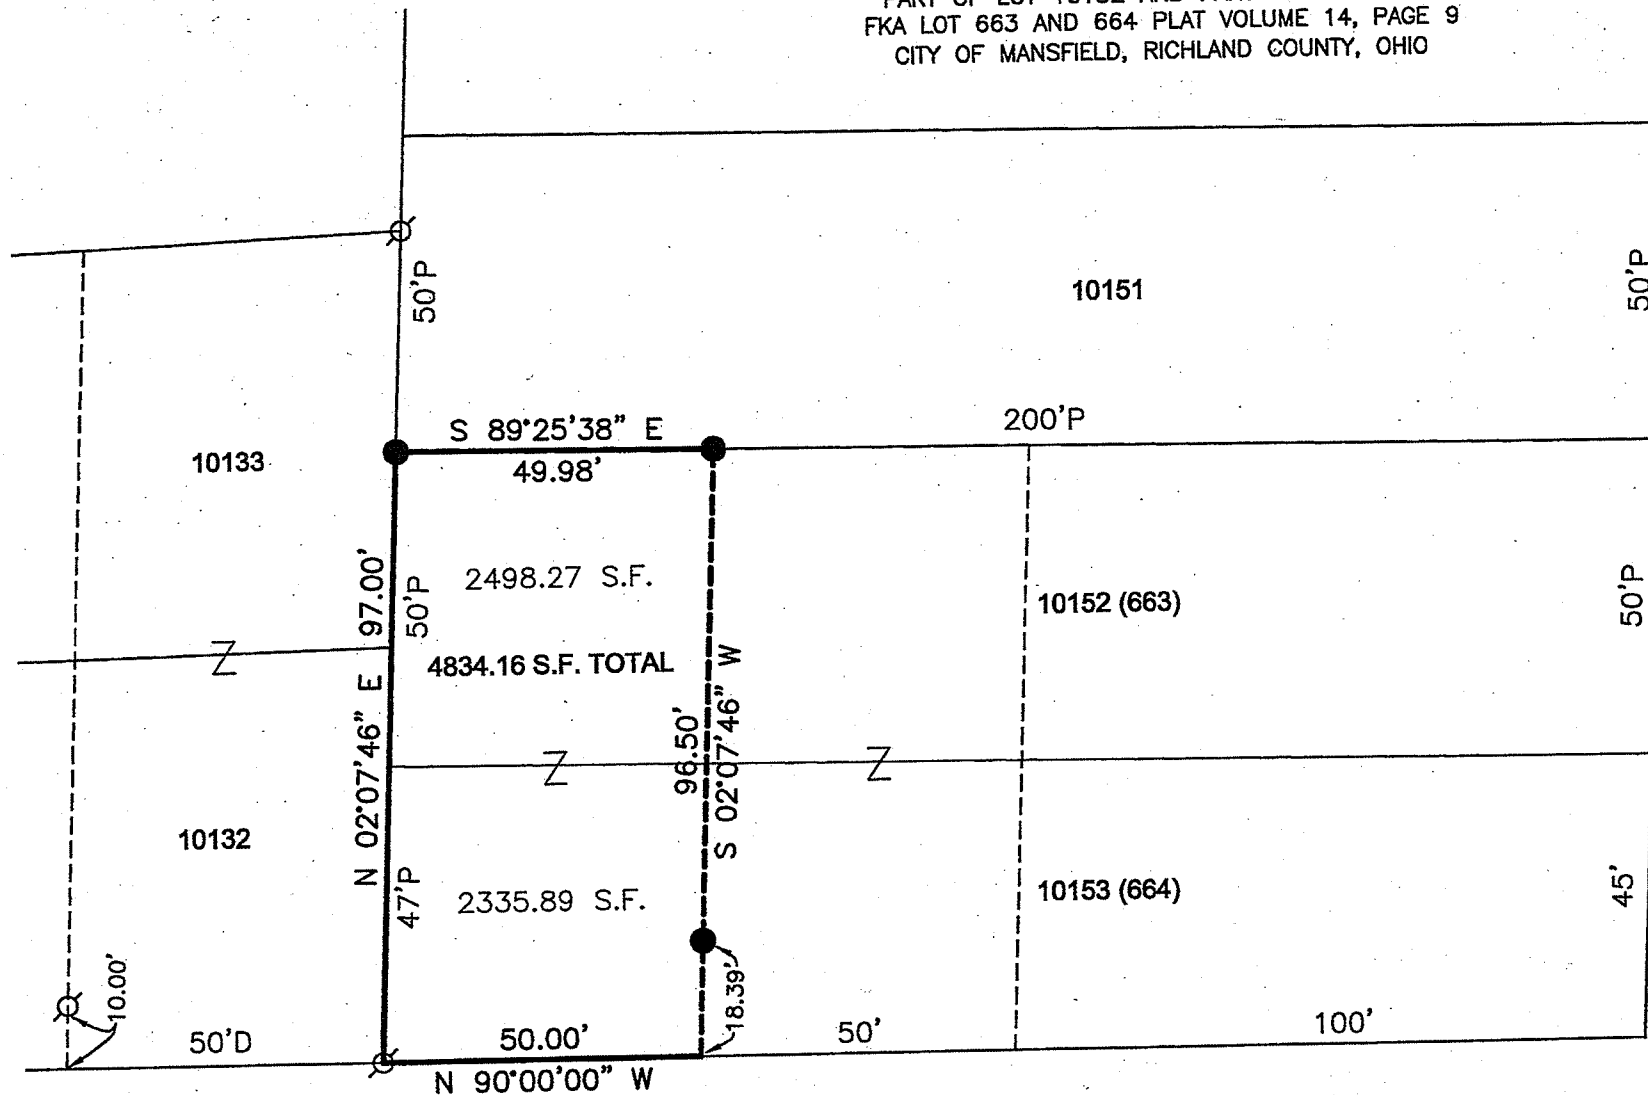 FKA LOT 663 AND 664 PLAT VOLUME 14, PAGE 9
CITY OF MANSFIELD, RICHLAND COUNTY, OHIO
50'P
10151
50'P
200'P
S 89°25'38" E
49.98'
10133
2498.27 S.F.
50'P
N 02°07'46" E 97.00'
10152 (663)
50'P
4834.16 S.F. TOTAL
Z
96.50'
S 02°07'46" W
Z
Z
10132
47'P
2335.89 S.F.
10153 (664)
45'
10.00'
18.39'
50'D
50.00'
50'
100'
N 90°00'00" W